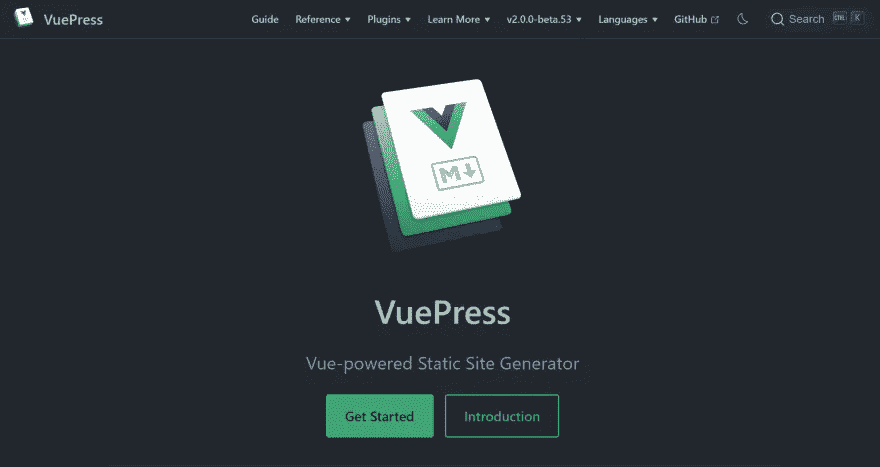 VuePress Guide Reference Plugins Learn More v2.0.0-beta.53 Languages GitHub Search CTRL K
M
VuePress
Vue-powered Static Site Generator
Get Started Introduction